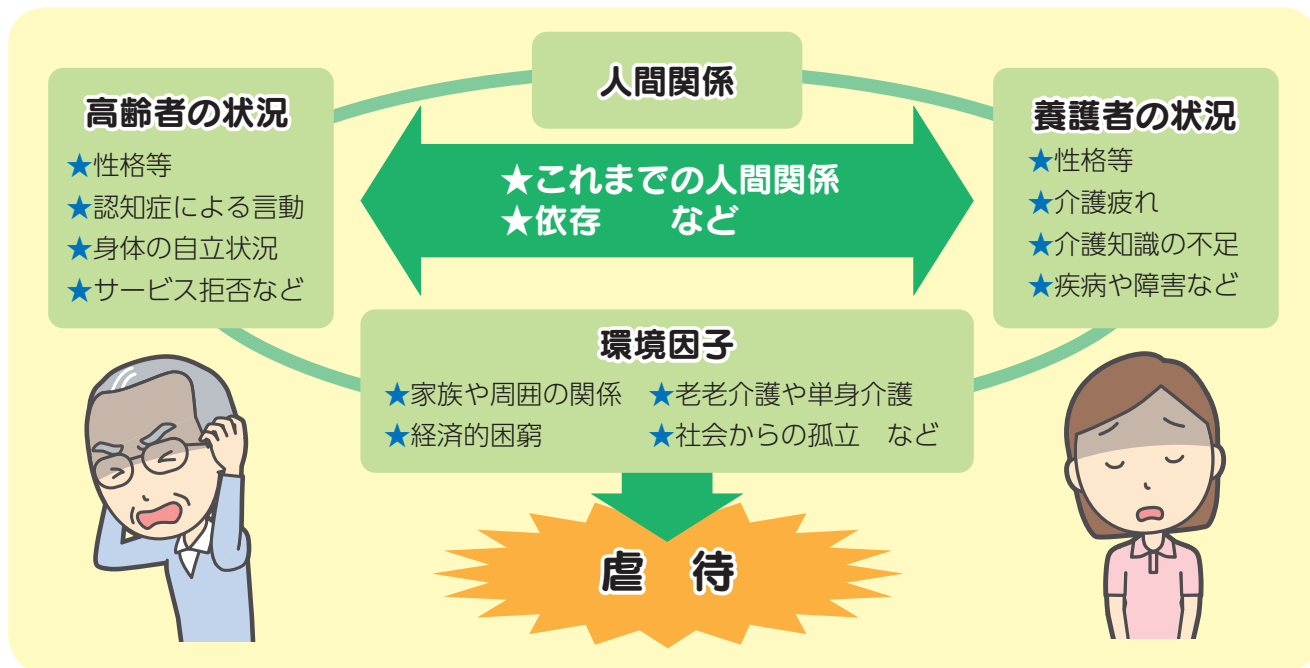 人間関係
高齢者の状況
★性格等
★認知症による言動
★身体の自立状況
★サービス拒否など
★これまでの人間関係
★依存　　など
養護者の状況
★性格等
★介護疲れ
★介護知識の不足
★疾病や障害など
環境因子
★家族や周囲の関係　★老老介護や単身介護
★経済的困窮　★社会からの孤立　など
虐　待